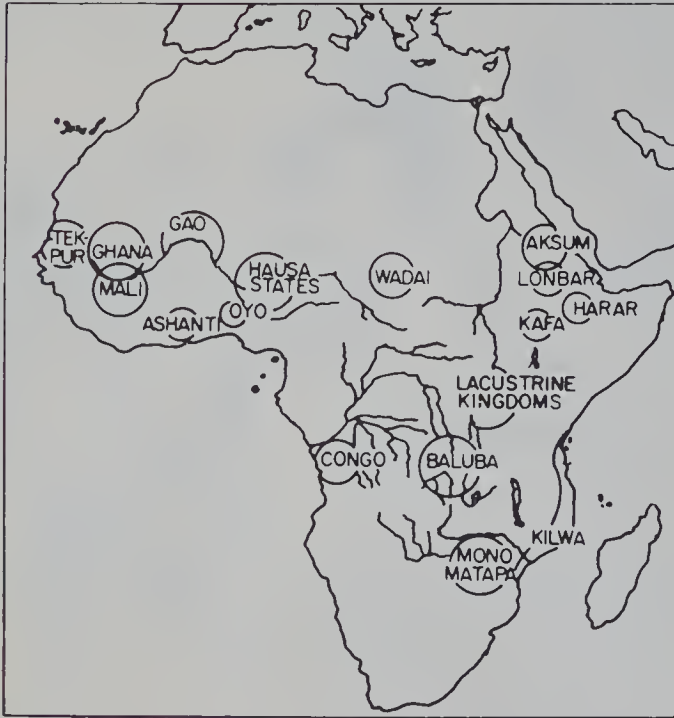 TEK-
PUR
GHANA
MALI
GAO
HAUSA
STATES
OYO
ASHANTI
WADAI
AKSUM
LONBAR
HARAR
KAFA
LACUSTRINE
KINGDOMS
CONGO
BALUBA
KILWA
MONO
MATAPA